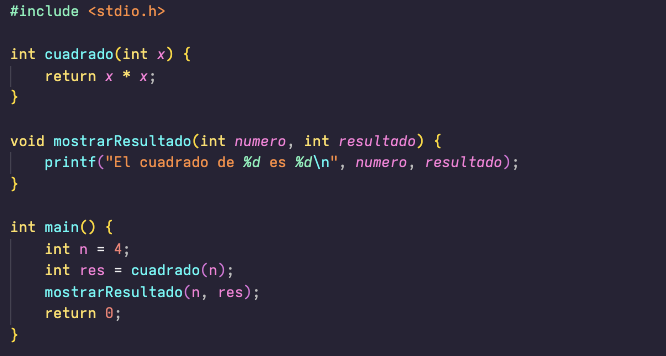 #include <stdio.h>
int cuadrado(int x) {
    return x * x;
}
void mostrarResultado(int numero, int resultado) {
    printf("El cuadrado de %d es %d\n", numero, resultado);
}
int main() {
    int n = 4;
    int res = cuadrado(n);
    mostrarResultado(n, res);
    return 0;
}